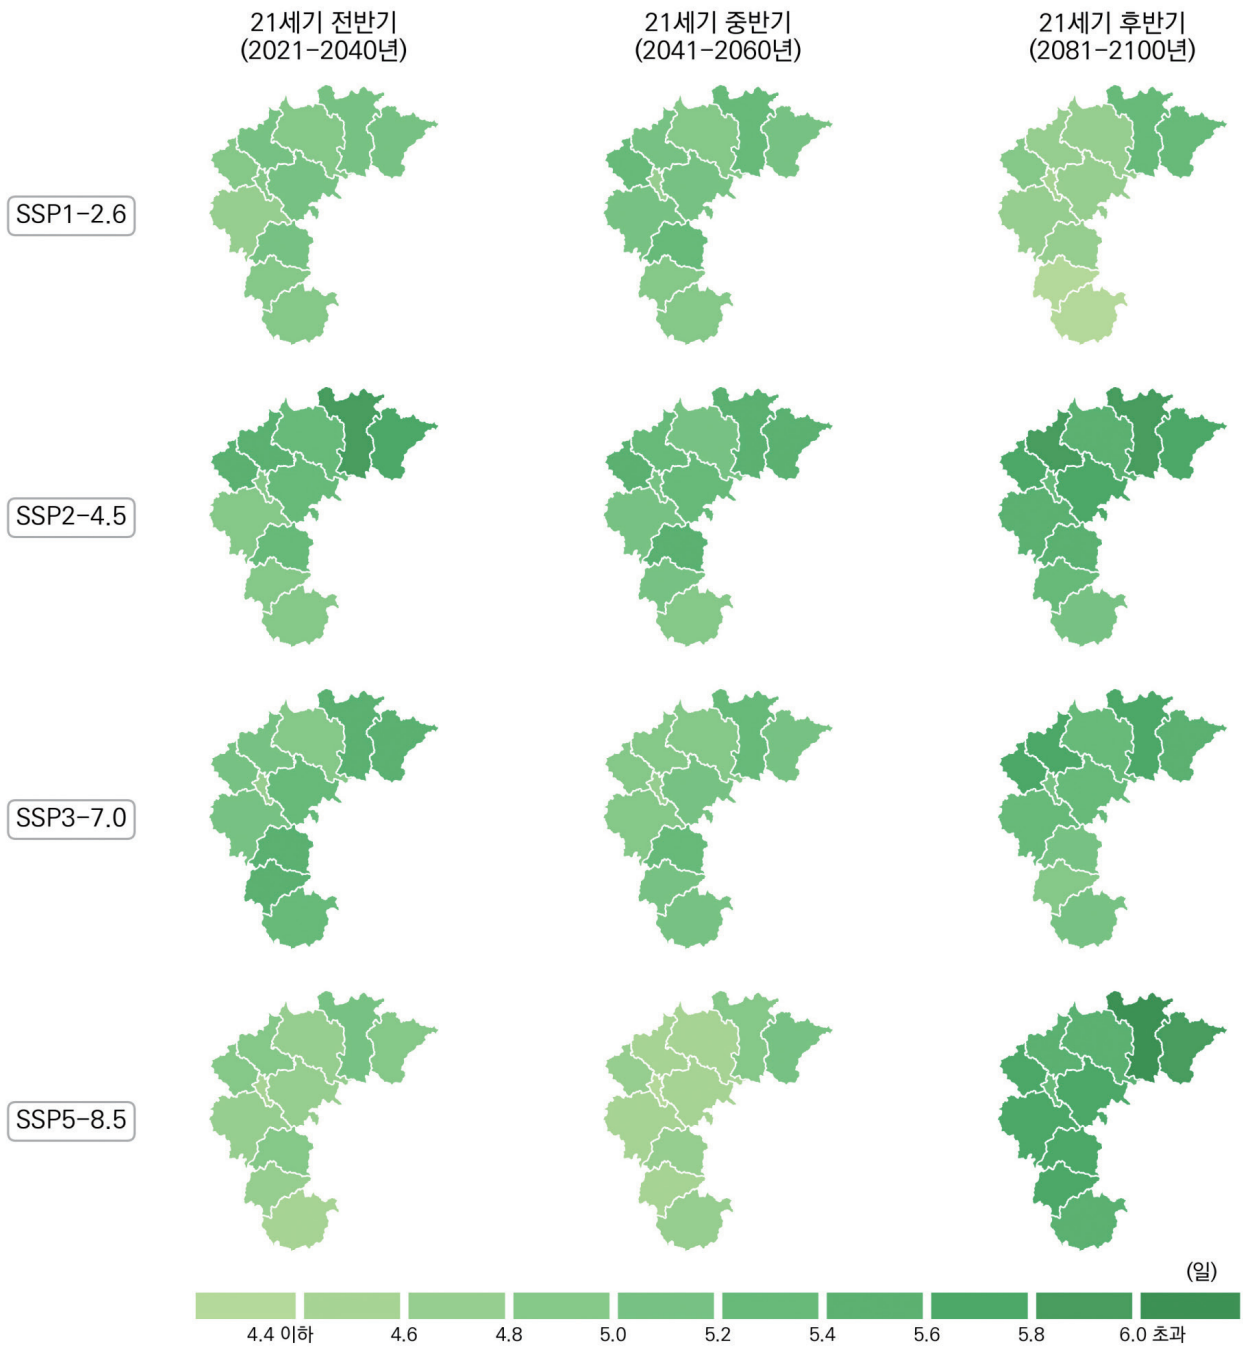 21세기 전반기
(2021-2040년)
21세기 중반기
(2041-2060년)
21세기 후반기
(2081-2100년)
SSP1-2.6
SSP2-4.5
SSP3-7.0
SSP5-8.5
(일)
4.4 이하 4.6 4.8 5.0 5.2 5.4 5.6 5.8 6.0 초과